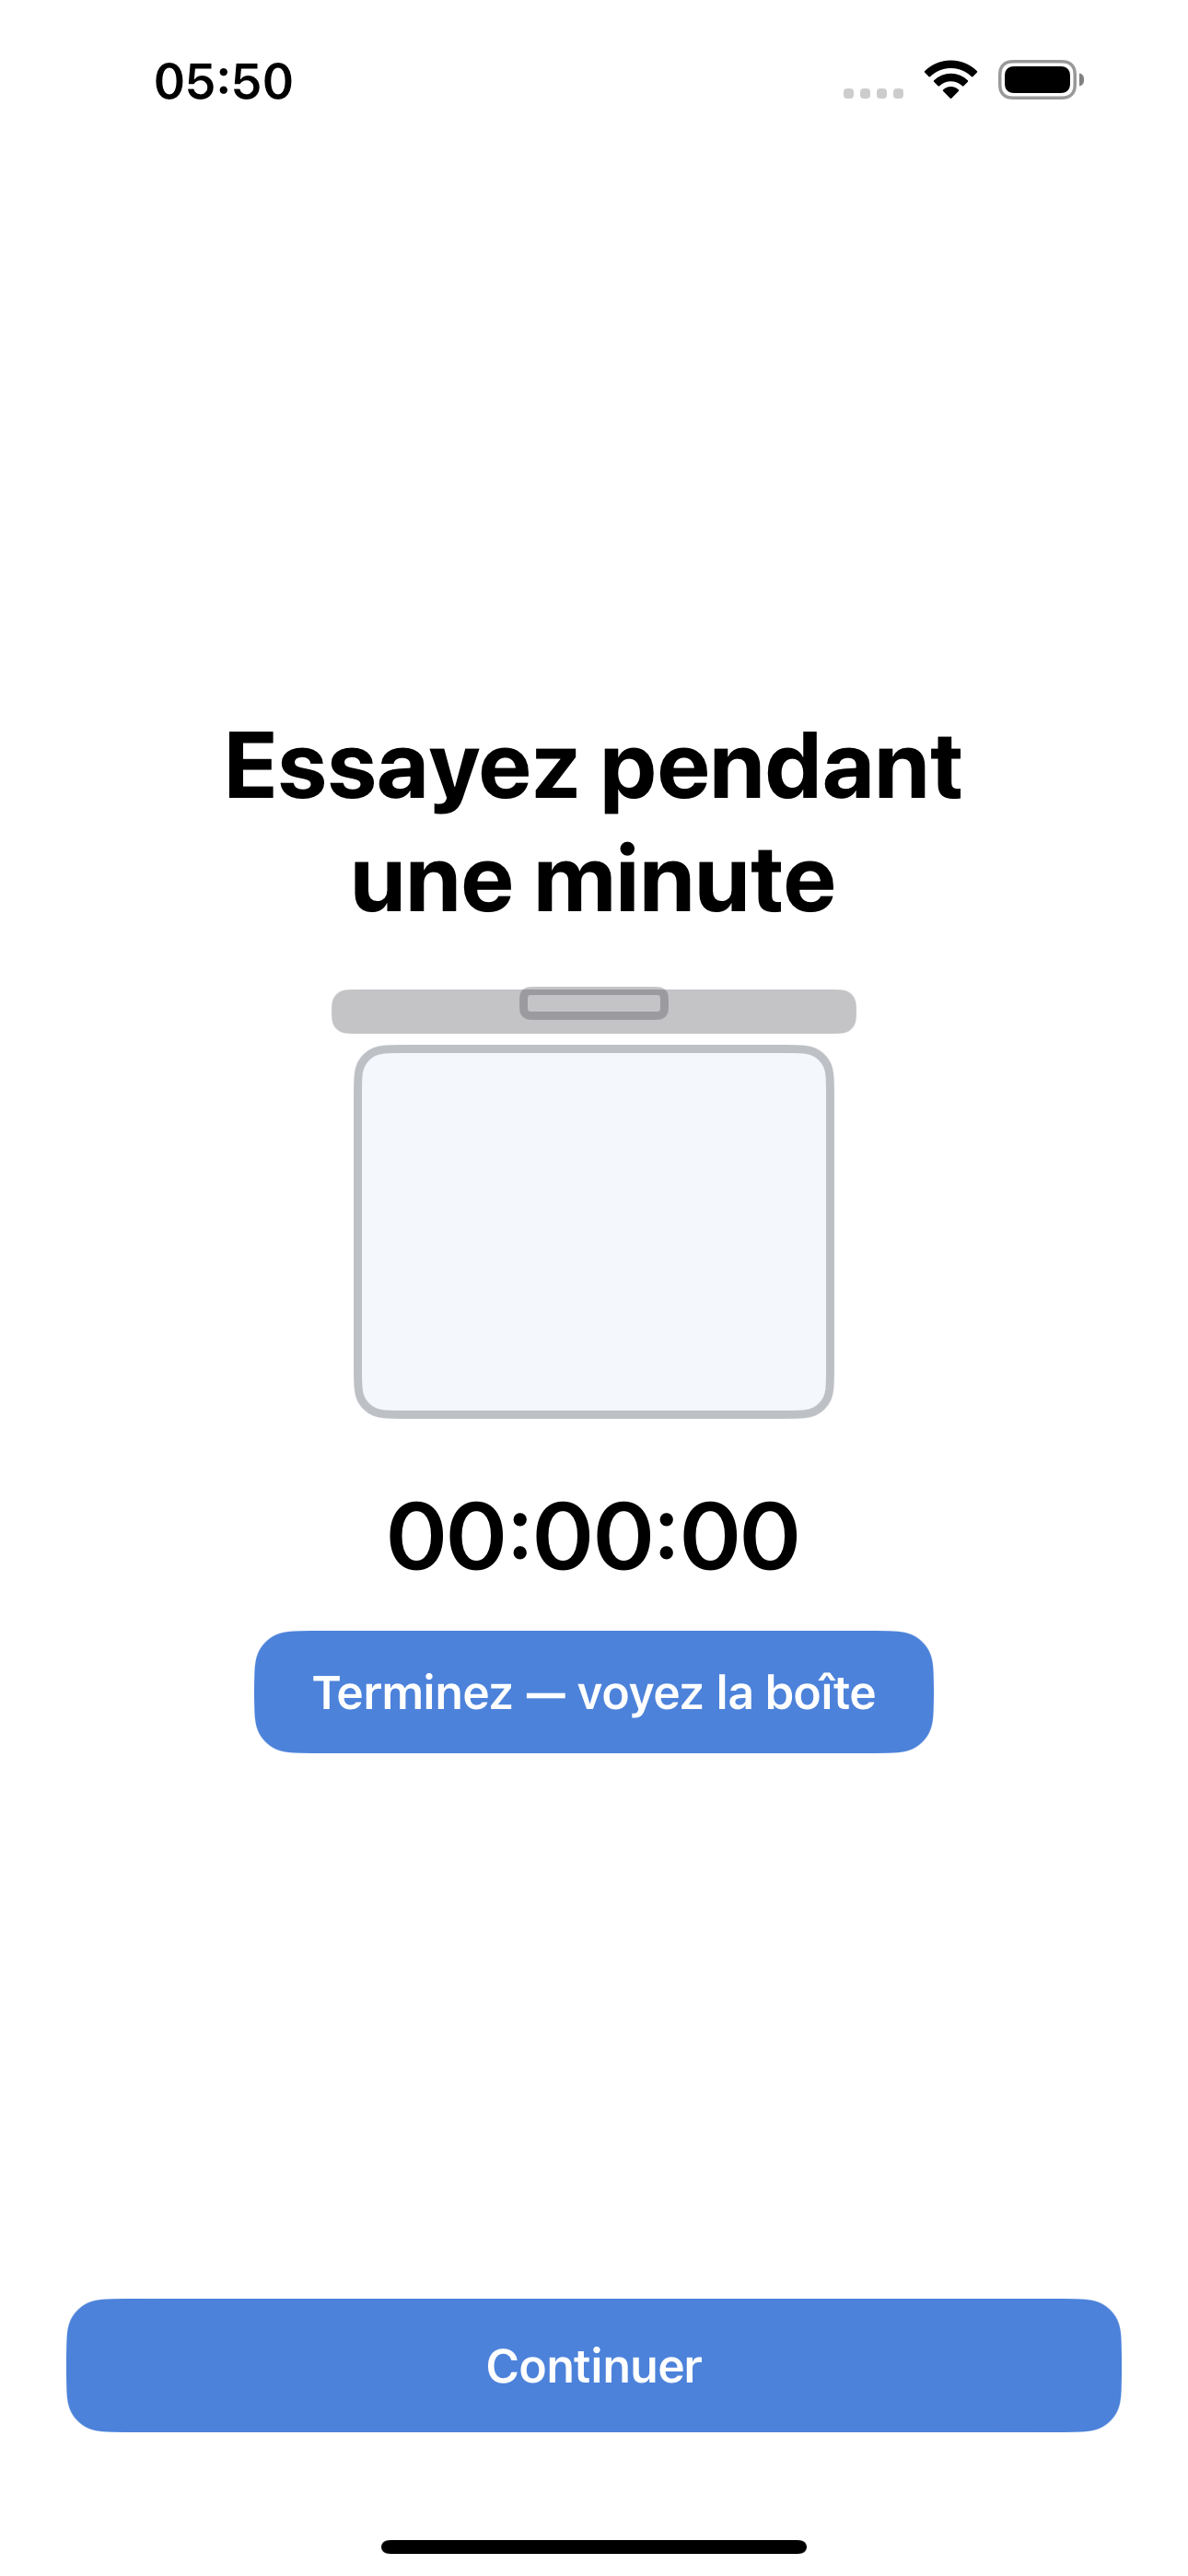 05:50
Essayez pendant
une minute
00:00:00
Terminez — voyez la boîte
Continuer